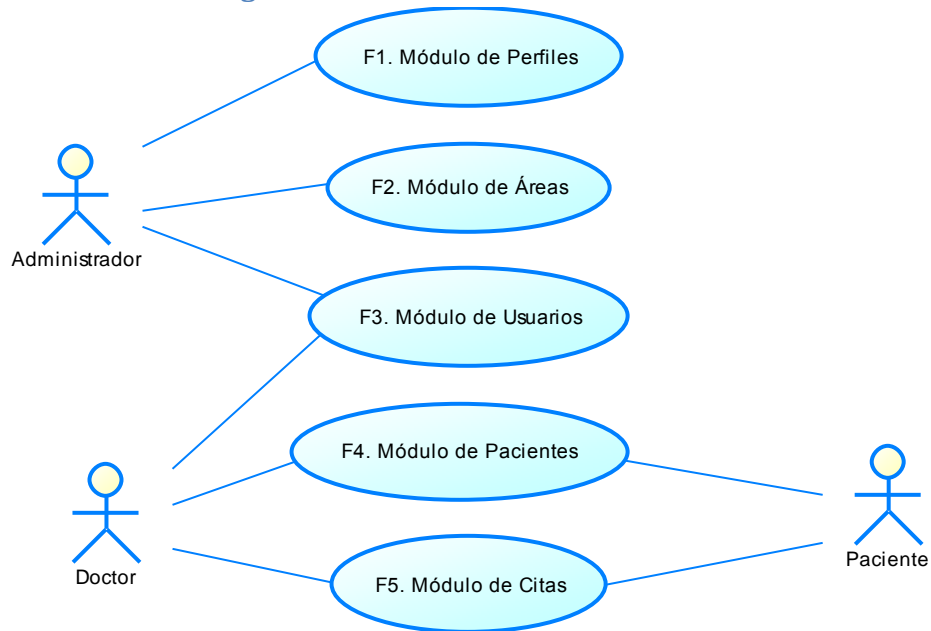 F1. Módulo de Perfiles
F2. Módulo de Áreas
Administrador
F3. Módulo de Usuarios
F4. Módulo de Pacientes
Doctor
Paciente
F5. Módulo de Citas